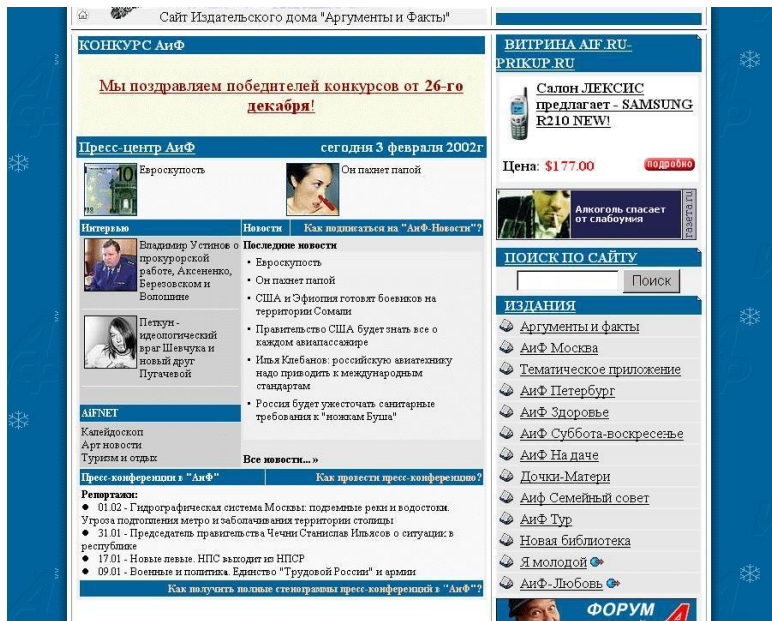 Сайт Издательского дома "Аргументы и Факты"
КОНКУРС АиФ
Мы поздравляем победителей конкурсов от 26-го
декабря!
Пресс-центр АиФ
сегодня 3 февраля 2002г
Евроскупость
Он пахнет папой
Интервью
Владимир Устинов о
прокурорской
работе, Аксененко,
Березовском и
Волошине
Петкун -
идеологический
враг Шевчука и
новый друг
Пугачевой
AiFNET
Калейдоскоп
Арт новости
Туризм и отдых
Новости
Как подписаться на "АиФ-Новости"?
Последние новости
• Евроскупость
• Он пахнет папой
• США и Эфиопия готовят боевиков на
территории Сомали
• Правительство США будет знать все о
каждом авиапассажире
• Илья Клебанов: российскую авиатехнику
надо приводить к международным
стандартам
• Россия будет ужесточать санитарные
требования к "ножкам Буша"
Все новости... »
Пресс-конференции в "АиФ"
Как провести пресс-конференцию?
Репортажи:
● 01.02 - Гидрографическая система Москвы: подземные реки и водостоки.
Угроза подтопления метро и заболачивания территории столицы
● 31.01 - Председатель правительства Чечни Станислав Ильясов о ситуации в
республике
● 17.01 - Новые левые. НПС выходит из НПСР
● 09.01 - Военные и политика. Единство "Трудовой России" и армии
Как получить полные стенограммы пресс-конференций в "АиФ"?
ВИТРИНА AIF.RU-
PRIKUP.RU
Салон ЛЕКСИС
предлагает - SAMSUNG
R210 NEW!
Цена: $177.00
подробно
Алкоголь спасает
от слабоумия
газета.ru
ПОИСК ПО САЙТУ
Поиск
ИЗДАНИЯ
Аргументы и факты
АиФ Москва
Тематическое приложение
АиФ Петербург
АиФ Здоровье
АиФ Суббота-воскресенье
АиФ На даче
Дочки-Матери
Аиф Семейный совет
АиФ Тур
Новая библиотека
Я молодой
АиФ-Любовь
ФОРУМ